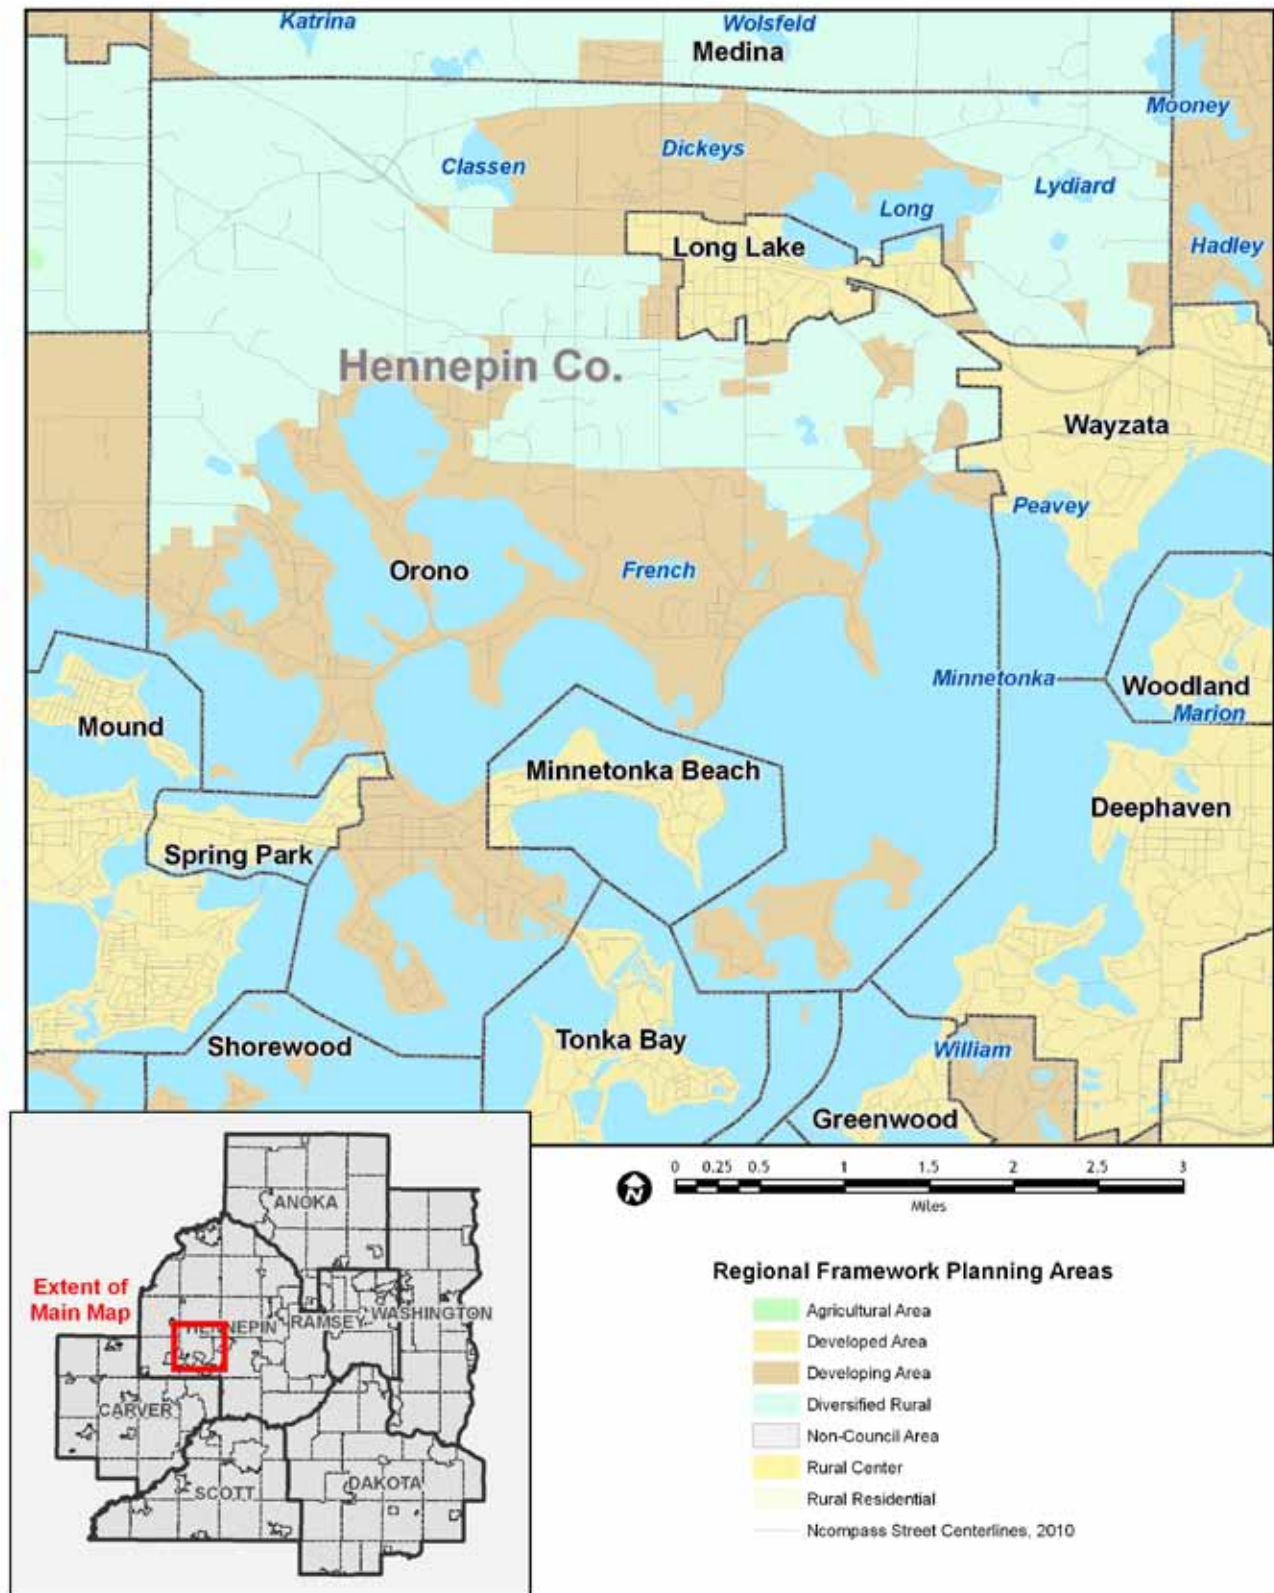 Katrina
Wolsfeld
Medina
Mooney
Classen
Dickeys
Lydiard
Long
Long Lake
Hadley
Hennepin Co.
Wayzata
Peavey
Orono
French
Minnetonka
Woodland
Marion
Mound
Minnetonka Beach
Deephaven
Spring Park
Shorewood
Tonka Bay
William
Greenwood
N
0 0.25 0.5 1 1.5 2 2.5 3
Miles
Extent of
Main Map
ANOKA
HENNEPIN
RAMSEY
WASHINGTON
CARVER
SCOTT
DAKOTA
Regional Framework Planning Areas
Agricultural Area
Developed Area
Developing Area
Diversified Rural
Non-Council Area
Rural Center
Rural Residential
Ncompass Street Centerlines, 2010